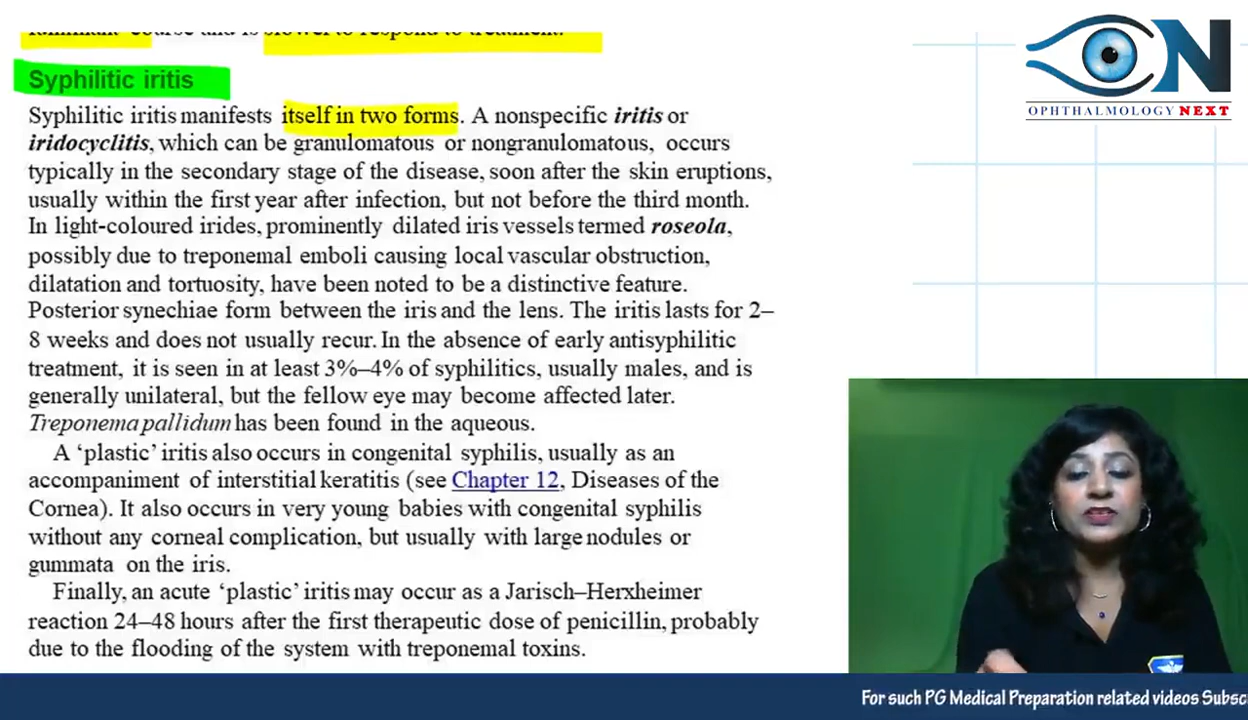 course and is slower to respond to treatment.
Syphilitic iritis
Syphilitic iritis manifests itself in two forms. A nonspecific iritis or
iridocyclitis, which can be granulomatous or nongranulomatous, occurs
typically in the secondary stage of the disease, soon after the skin eruptions,
usually within the first year after infection, but not before the third month.
In light-coloured irides, prominently dilated iris vessels termed roseola,
possibly due to treponemal emboli causing local vascular obstruction,
dilatation and tortuosity, have been noted to be a distinctive feature.
Posterior synechiae form between the iris and the lens. The iritis lasts for 2–
8 weeks and does not usually recur. In the absence of early antisyphilitic
treatment, it is seen in at least 3%–4% of syphilitics, usually males, and is
generally unilateral, but the fellow eye may become affected later.
Treponema pallidum has been found in the aqueous.
A ‘plastic’ iritis also occurs in congenital syphilis, usually as an
accompaniment of interstitial keratitis (see Chapter 12, Diseases of the
Cornea). It also occurs in very young babies with congenital syphilis
without any corneal complication, but usually with large nodules or
gummata on the iris.
Finally, an acute ‘plastic’ iritis may occur as a Jarisch–Herxheimer
reaction 24–48 hours after the first therapeutic dose of penicillin, probably
due to the flooding of the system with treponemal toxins.
N
OPHTHALMOLOGY NEXT
For such PG Medical Preparation related videos Subsc